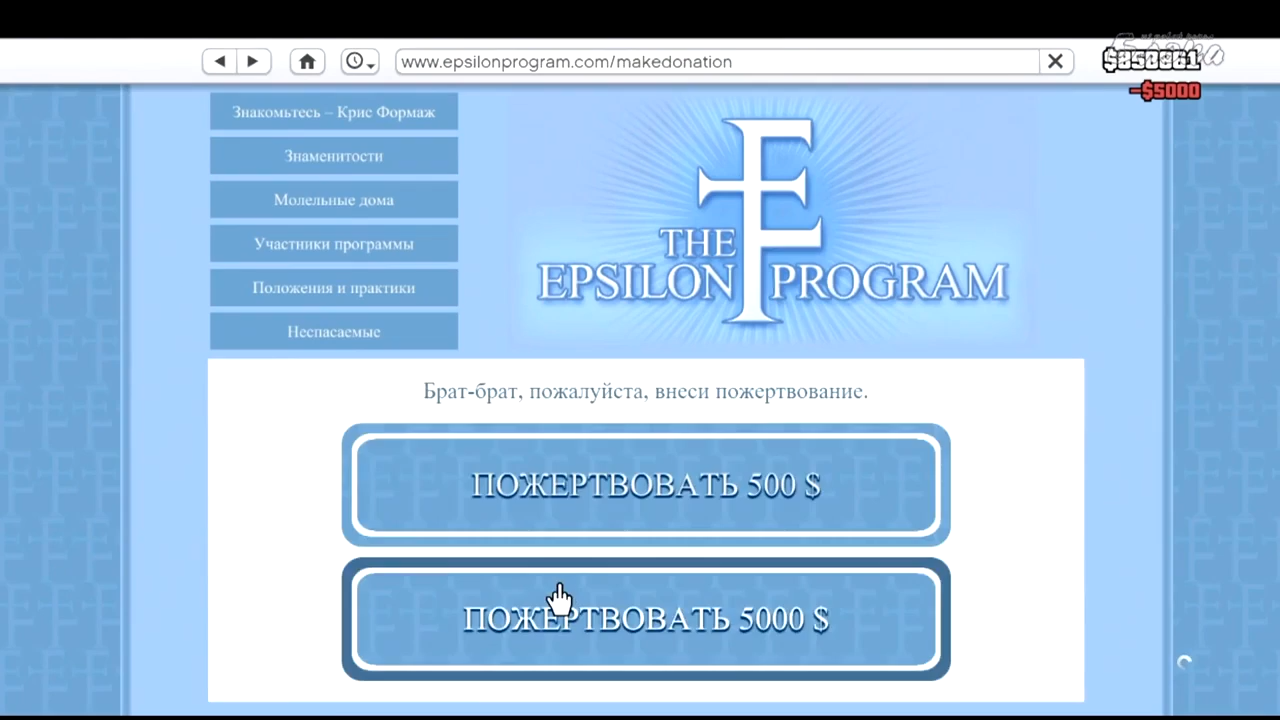 www.epsilonprogram.com/makedonation
$850861
-$5000
Знакомьтесь – Крис Формаж
Знаменитости
Молельные дома
Участники программы
Положения и практики
Неспасаемые
THE
EPSILON PROGRAM
Брат-брат, пожалуйста, внеси пожертвование.
ПОЖЕРТВОВАТЬ 500 $
ПОЖЕРТВОВАТЬ 5000 $